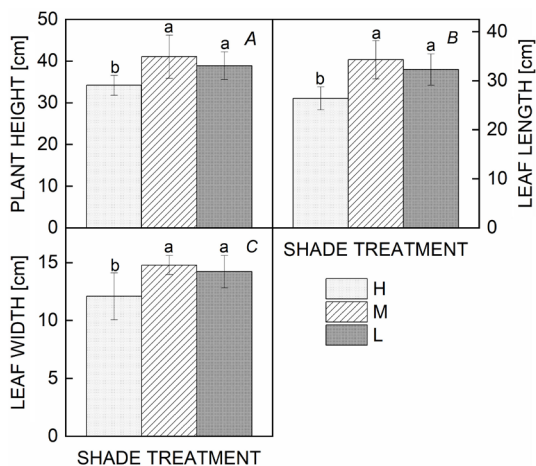 50
40
30
20
10
0
PLANT HEIGHT [cm]
b
a
a
A
b
a
a
B
40
30
20
10
0
LEAF LENGTH [cm]
15
10
5
0
LEAF WIDTH [cm]
b
a
a
C
SHADE TREATMENT
H
M
L
SHADE TREATMENT